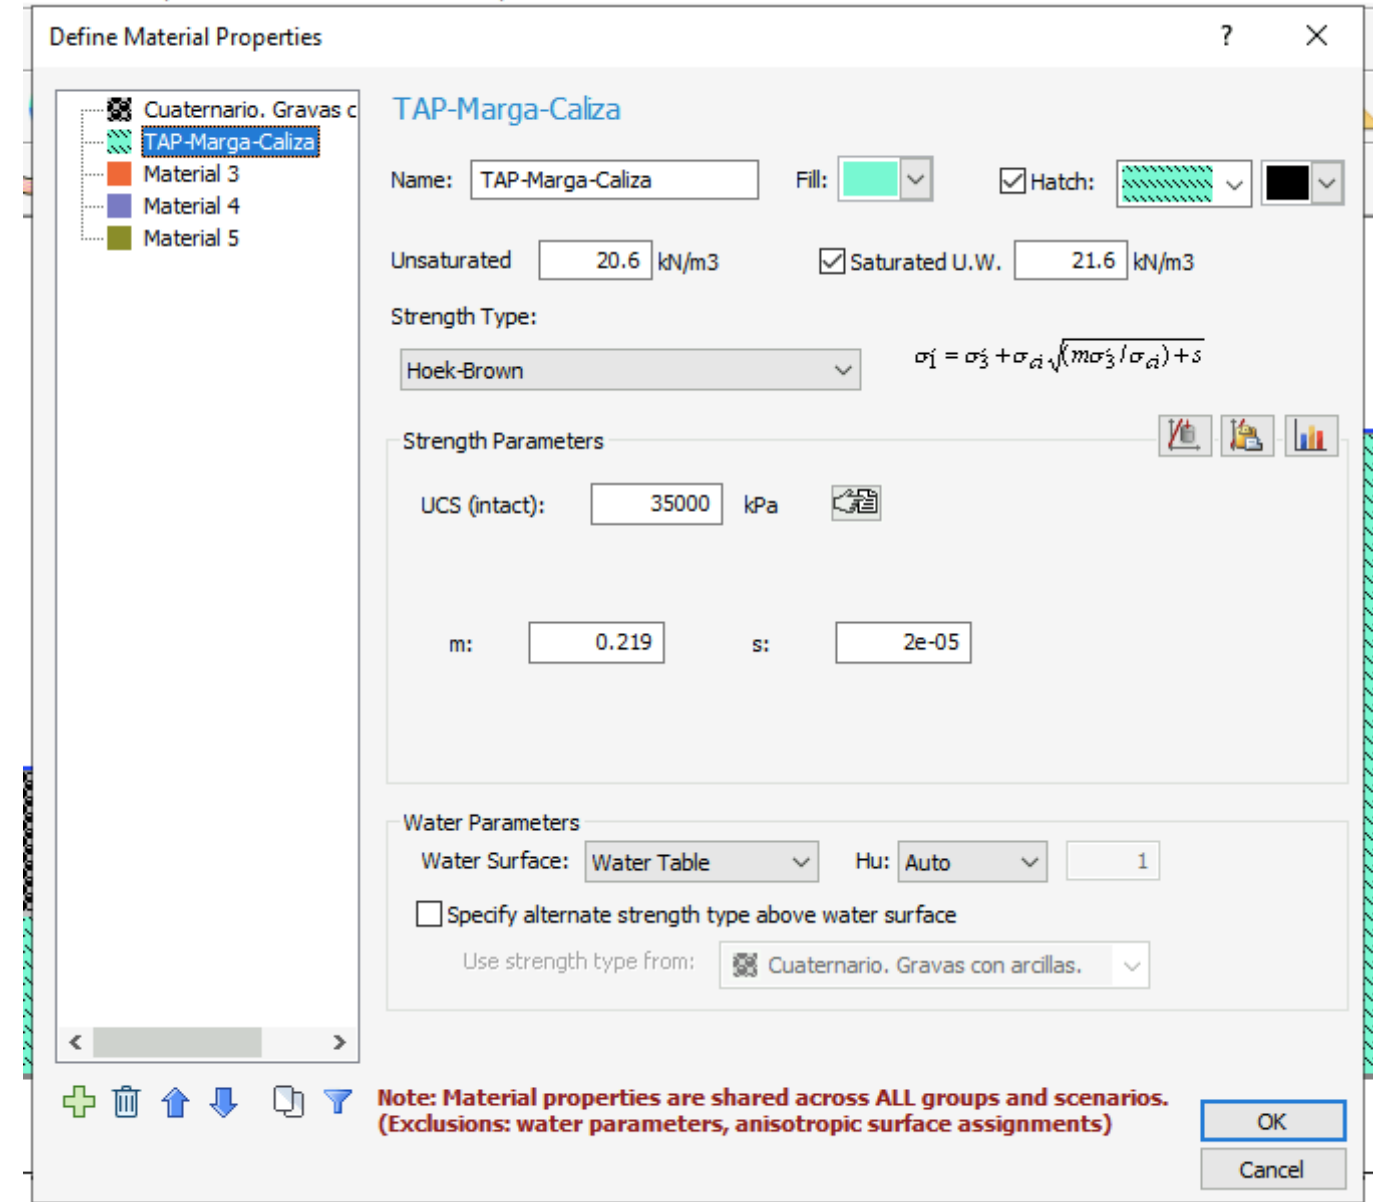 Define Material Properties ?
Cuaternario. Gravas c
TAP-Marga-Caliza
Material 3
Material 4
Material 5
TAP-Marga-Caliza
Name: TAP-Marga-Caliza Fill: Hatch:
Unsaturated 20.6 kN/m3 Saturated U.W. 21.6 kN/m3
Strength Type:
Hoek-Brown σ1́ = σ3́ + σci √(mσ3́ / σci) + s
Strength Parameters
UCS (intact): 35000 kPa
m: 0.219 s: 2e-05
Water Parameters
Water Surface: Water Table Hu: Auto 1
Specify alternate strength type above water surface
Use strength type from: Cuaternario. Gravas con arcillas.
Note: Material properties are shared across ALL groups and scenarios.
(Exclusions: water parameters, anisotropic surface assignments)
OK
Cancel